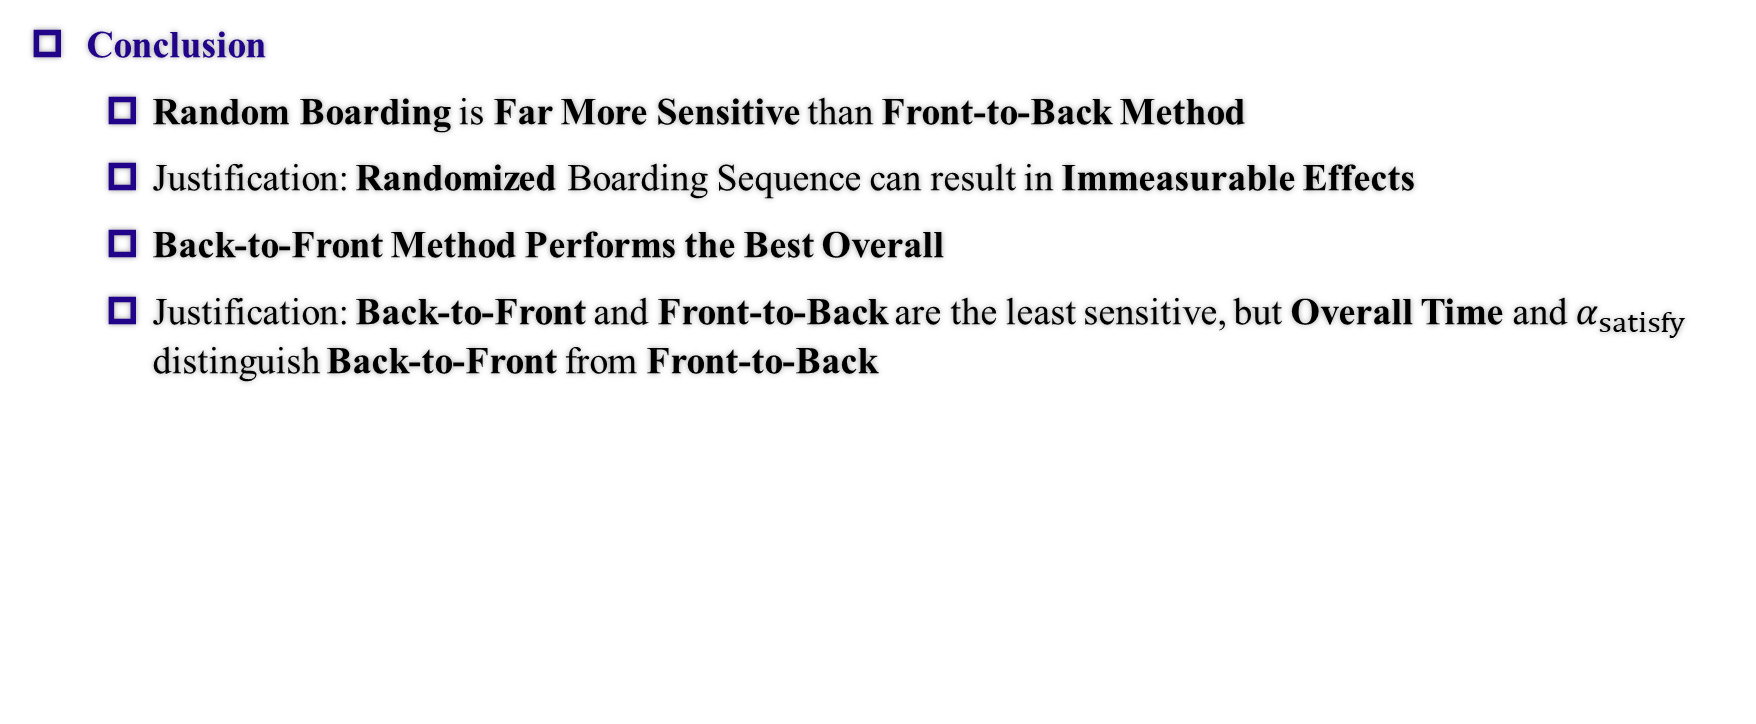 Conclusion
Random Boarding is Far More Sensitive than Front-to-Back Method
Justification: Randomized Boarding Sequence can result in Immeasurable Effects
Back-to-Front Method Performs the Best Overall
Justification: Back-to-Front and Front-to-Back are the least sensitive, but Overall Time and α_satisfy
distinguish Back-to-Front from Front-to-Back